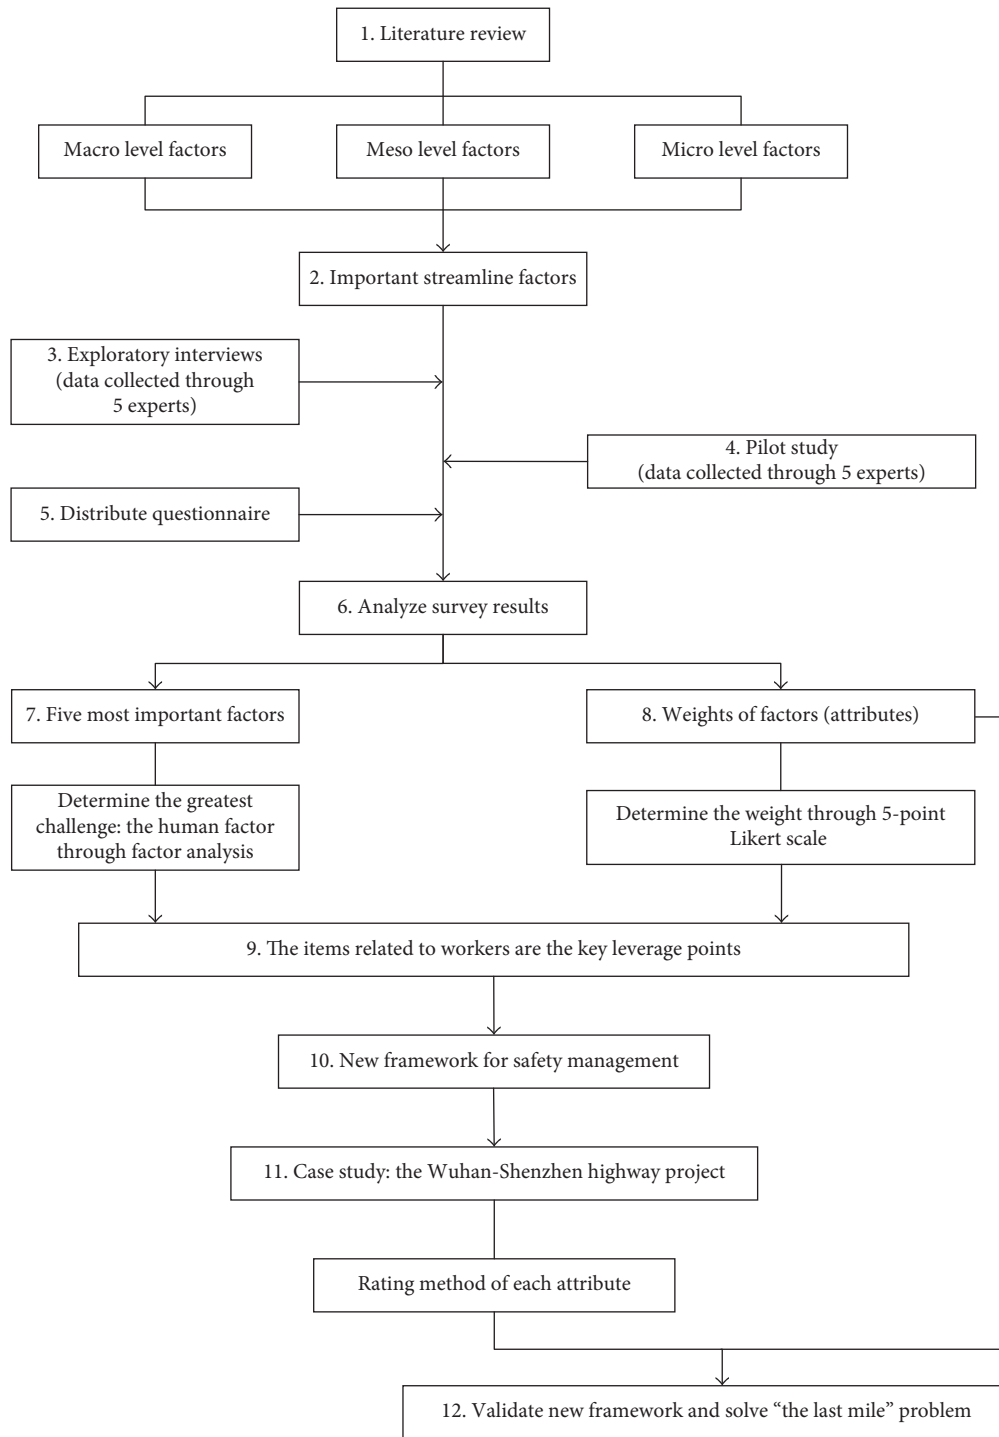 1. Literature review
Macro level factors
Meso level factors
Micro level factors
2. Important streamline factors
3. Exploratory interviews
(data collected through
5 experts)
4. Pilot study
(data collected through 5 experts)
5. Distribute questionnaire
6. Analyze survey results
7. Five most important factors
8. Weights of factors (attributes)
Determine the greatest
challenge: the human factor
through factor analysis
Determine the weight through 5-point
Likert scale
9. The items related to workers are the key leverage points
10. New framework for safety management
11. Case study: the Wuhan-Shenzhen highway project
Rating method of each attribute
12. Validate new framework and solve “the last mile” problem